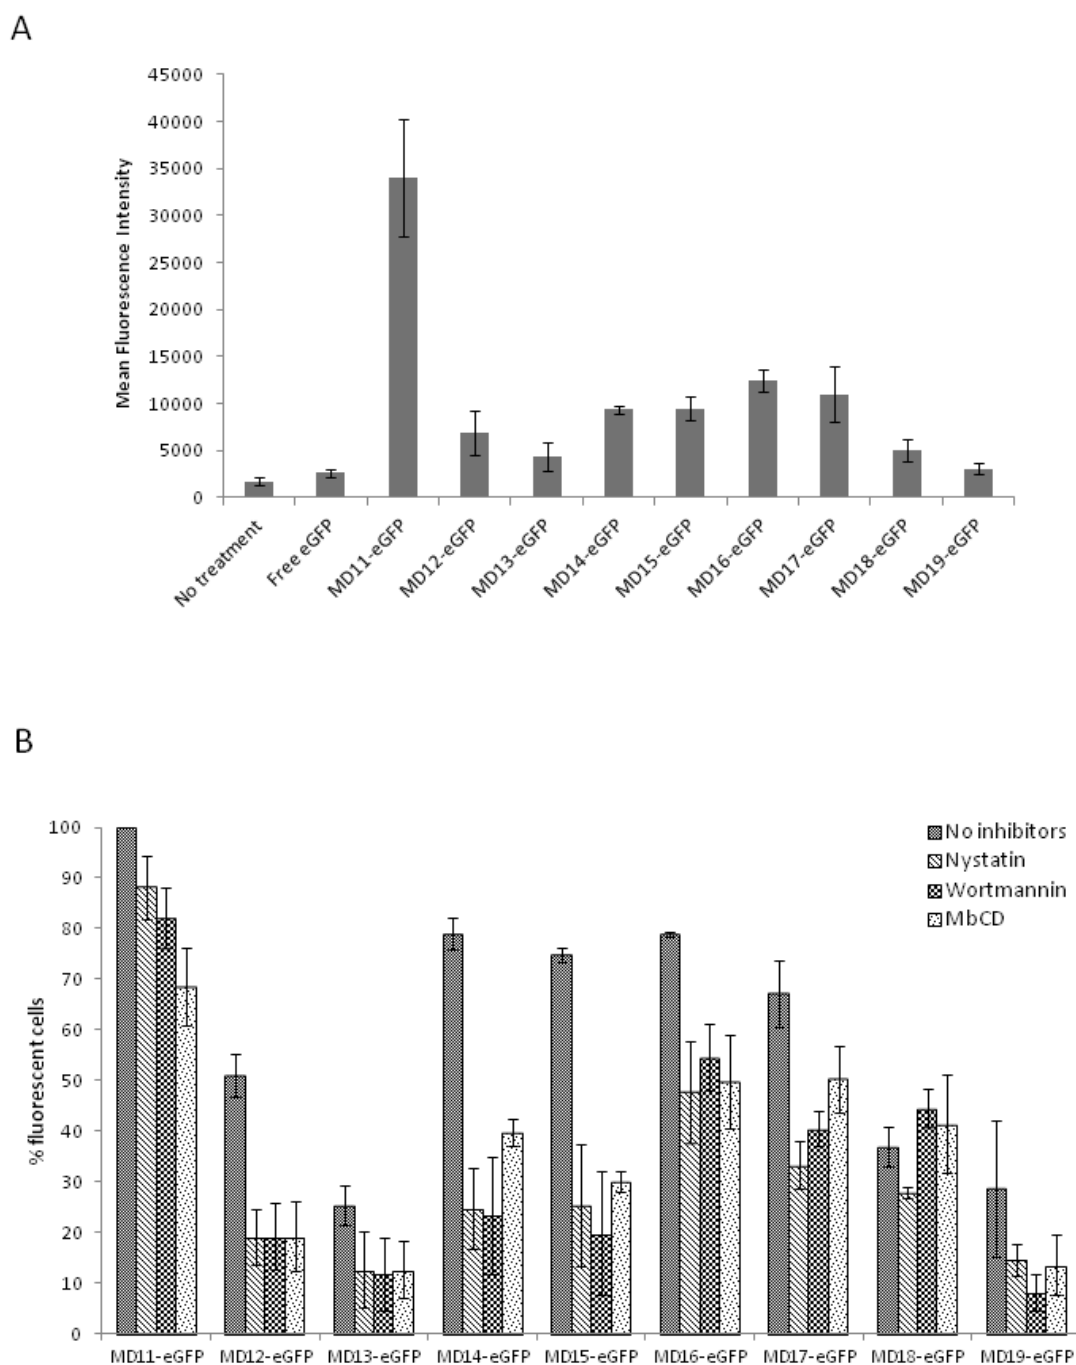 A
45000
40000
35000
30000
25000
20000
15000
10000
5000
0
Mean Fluorescence Intensity
No treatment
Free eGFP
MD11-eGFP
MD12-eGFP
MD13-eGFP
MD14-eGFP
MD15-eGFP
MD16-eGFP
MD17-eGFP
MD18-eGFP
MD19-eGFP
B
100
90
80
70
60
50
40
30
20
10
0
% fluorescent cells
No inhibitors
Nystatin
Wortmannin
MbCD
MD11-eGFP MD12-eGFP MD13-eGFP MD14-eGFP MD15-eGFP MD16-eGFP MD17-eGFP MD18-eGFP MD19-eGFP